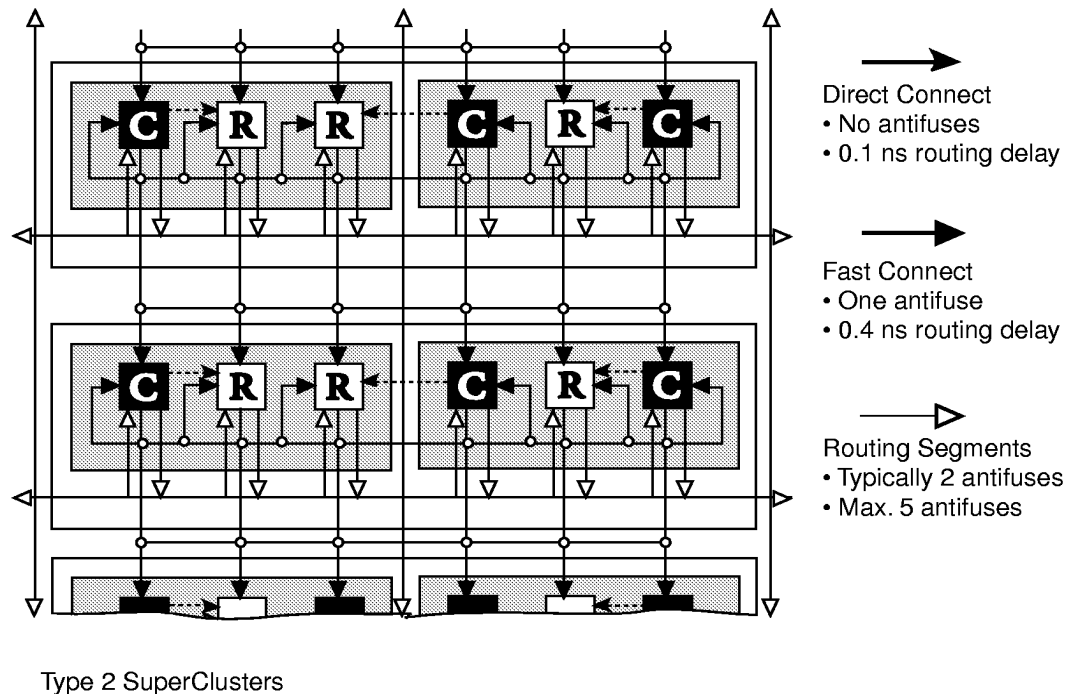 C R R C R C
C R R C R C
Direct Connect
• No antifuses
• 0.1 ns routing delay
Fast Connect
• One antifuse
• 0.4 ns routing delay
Routing Segments
• Typically 2 antifuses
• Max. 5 antifuses
Type 2 SuperClusters